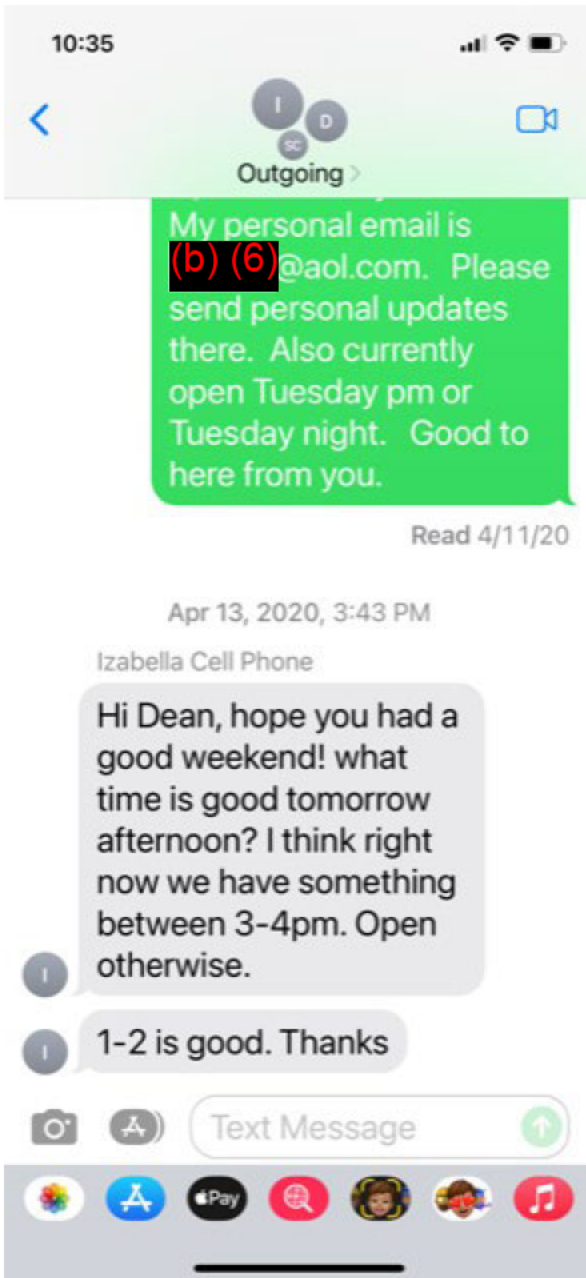 10:35
I
D
SC
Outgoing
My personal email is
(b) (6)@aol.com. Please
send personal updates
there. Also currently
open Tuesday pm or
Tuesday night. Good to
here from you.
Read 4/11/20
Apr 13, 2020, 3:43 PM
Izabella Cell Phone
Hi Dean, hope you had a
good weekend! what
time is good tomorrow
afternoon? I think right
now we have something
between 3-4pm. Open
otherwise.
I
1-2 is good. Thanks
I
Text Message
Pay